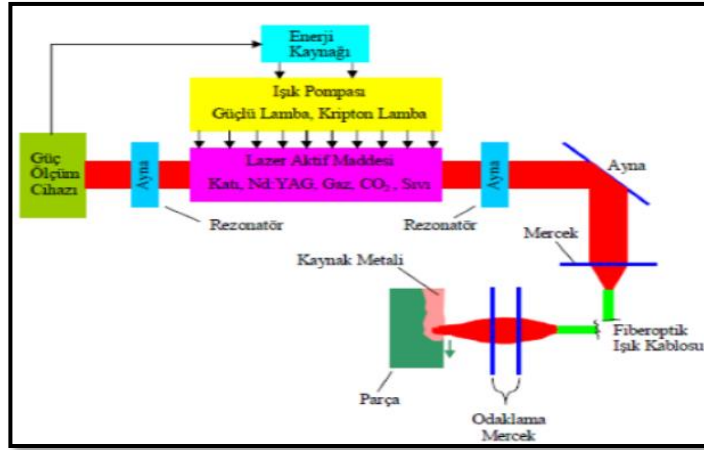 Enerji
Kaynağı
Işık Pompası
Güçlü Lamba, Kripton Lamba
Güç
Ölçüm
Cihazı
Ayna
Lazer Aktif Maddesi
Katı, Nd:YAG, Gaz, CO₂, Sıvı
Ayna
Ayna
Rezonatör
Rezonatör
Mercek
Kaynak Metali
Fiberoptik
Işık Kablosu
Parça
Odaklama
Mercek